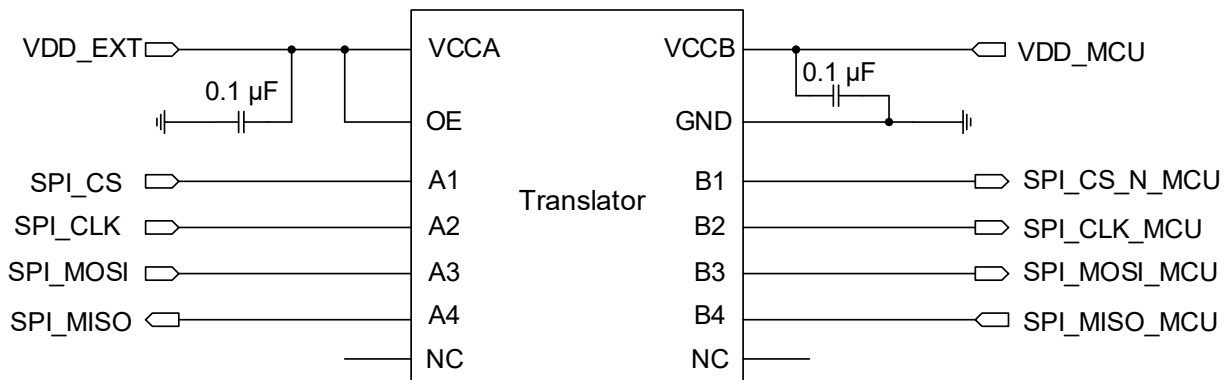 VDD_EXT VCCA VCCB VDD_MCU
0.1 µF 0.1 µF
OE GND
SPI_CS A1 B1 SPI_CS_N_MCU
Translator
SPI_CLK A2 B2 SPI_CLK_MCU
SPI_MOSI A3 B3 SPI_MOSI_MCU
SPI_MISO A4 B4 SPI_MISO_MCU
NC NC